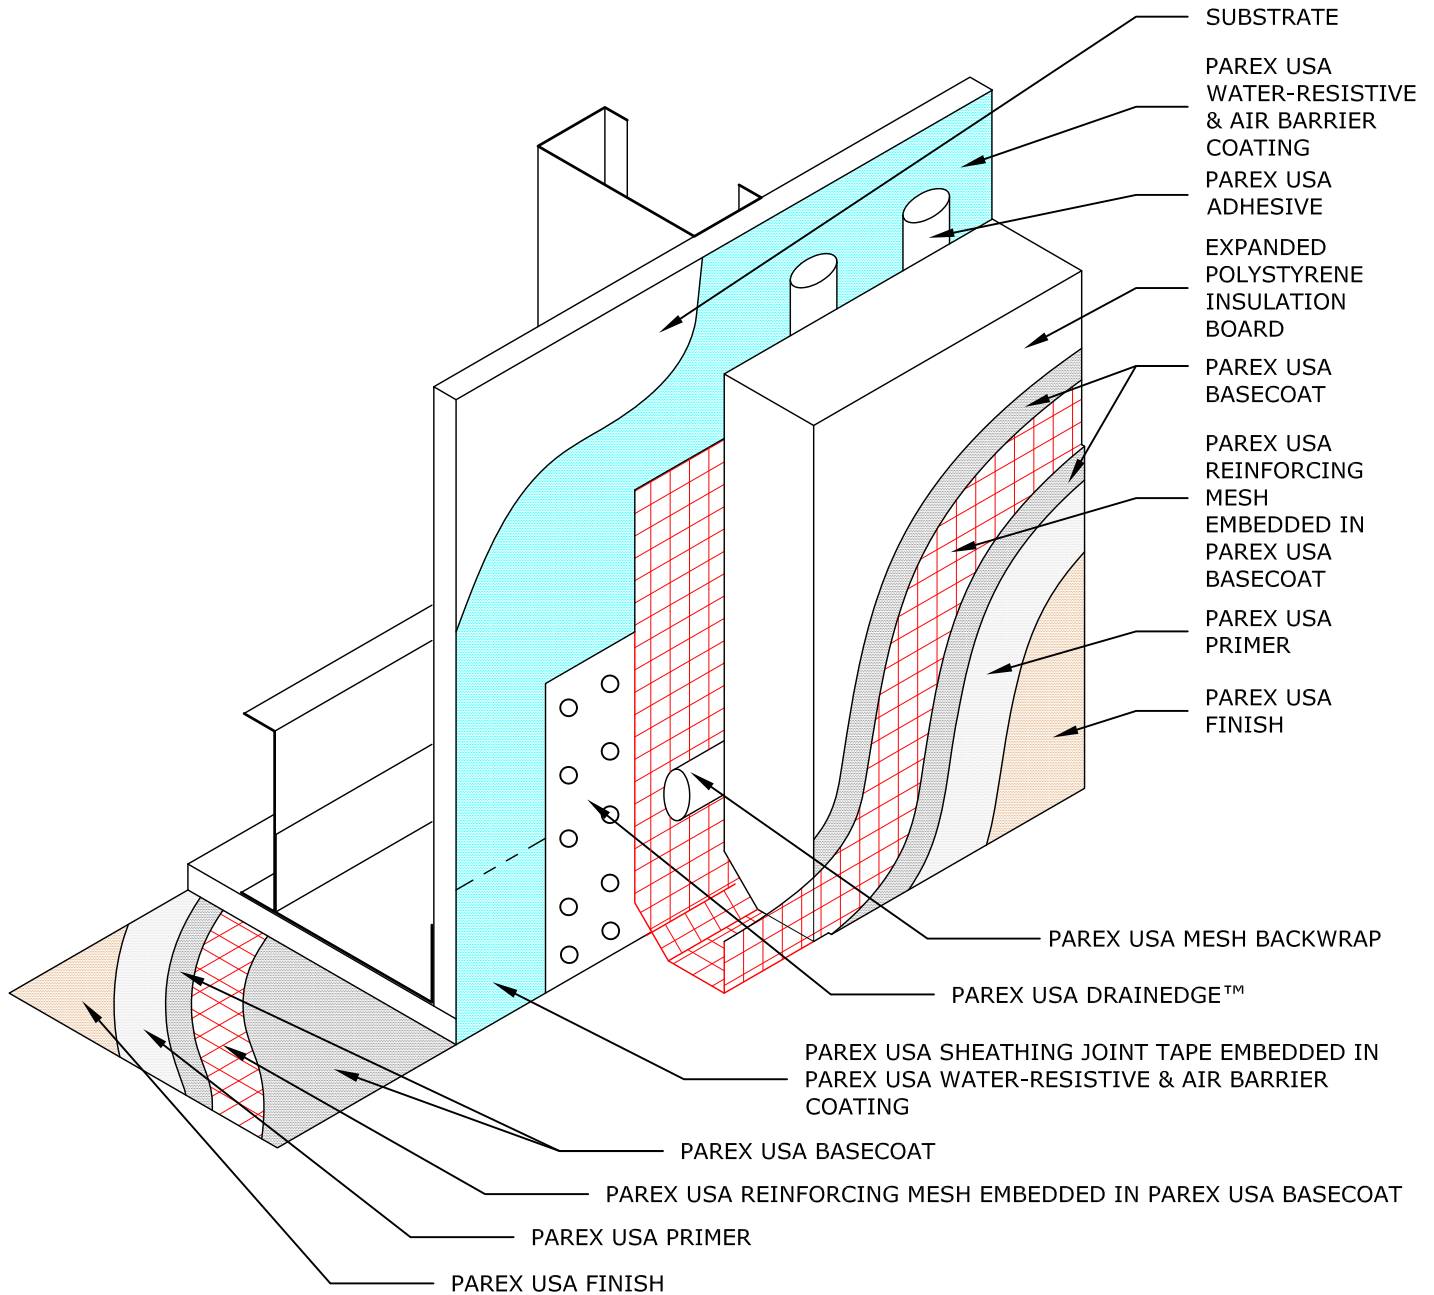 SUBSTRATE
PAREX USA
WATER-RESISTIVE
& AIR BARRIER
COATING
PAREX USA
ADHESIVE
EXPANDED
POLYSTYRENE
INSULATION
BOARD
PAREX USA
BASECOAT
PAREX USA
REINFORCING
MESH
EMBEDDED IN
PAREX USA
BASECOAT
PAREX USA
PRIMER
PAREX USA
FINISH
PAREX USA MESH BACKWRAP
PAREX USA DRAINEDGE™
PAREX USA SHEATHING JOINT TAPE EMBEDDED IN
PAREX USA WATER-RESISTIVE & AIR BARRIER
COATING
PAREX USA BASECOAT
PAREX USA REINFORCING MESH EMBEDDED IN PAREX USA BASECOAT
PAREX USA PRIMER
PAREX USA FINISH